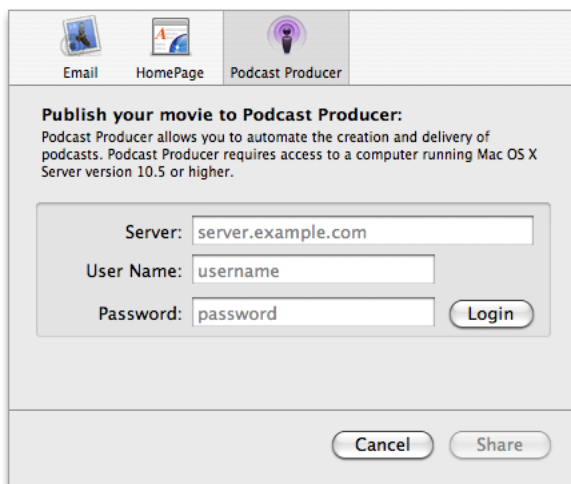 Email HomePage Podcast Producer
Publish your movie to Podcast Producer:
Podcast Producer allows you to automate the creation and delivery of
podcasts. Podcast Producer requires access to a computer running Mac OS X
Server version 10.5 or higher.
Server: server.example.com
User Name: username
Password: password Login
Cancel Share